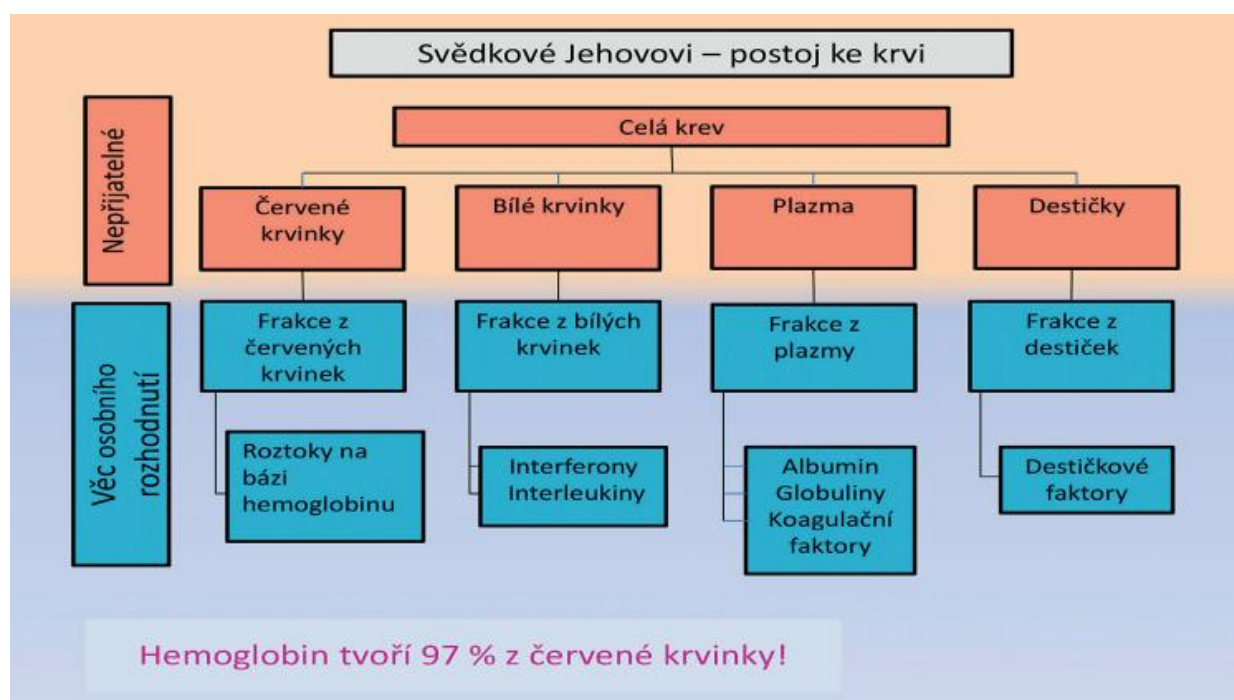 Svědkové Jehovovi – postoj ke krvi
Nepřijatelné
Celá krev
Červené
krvinky
Bílé krvinky
Plazma
Destičky
Věc osobního
rozhodnutí
Frakce z
červených
krvinek
Frakce z bílých
krvinek
Frakce z
plazmy
Frakce z
destiček
Roztoky na
bázi
hemoglobinu
Interferony
Interleukiny
Albumin
Globuliny
Koagulační
faktory
Destičkové
faktory
Hemoglobin tvoří 97 % z červené krvinky!